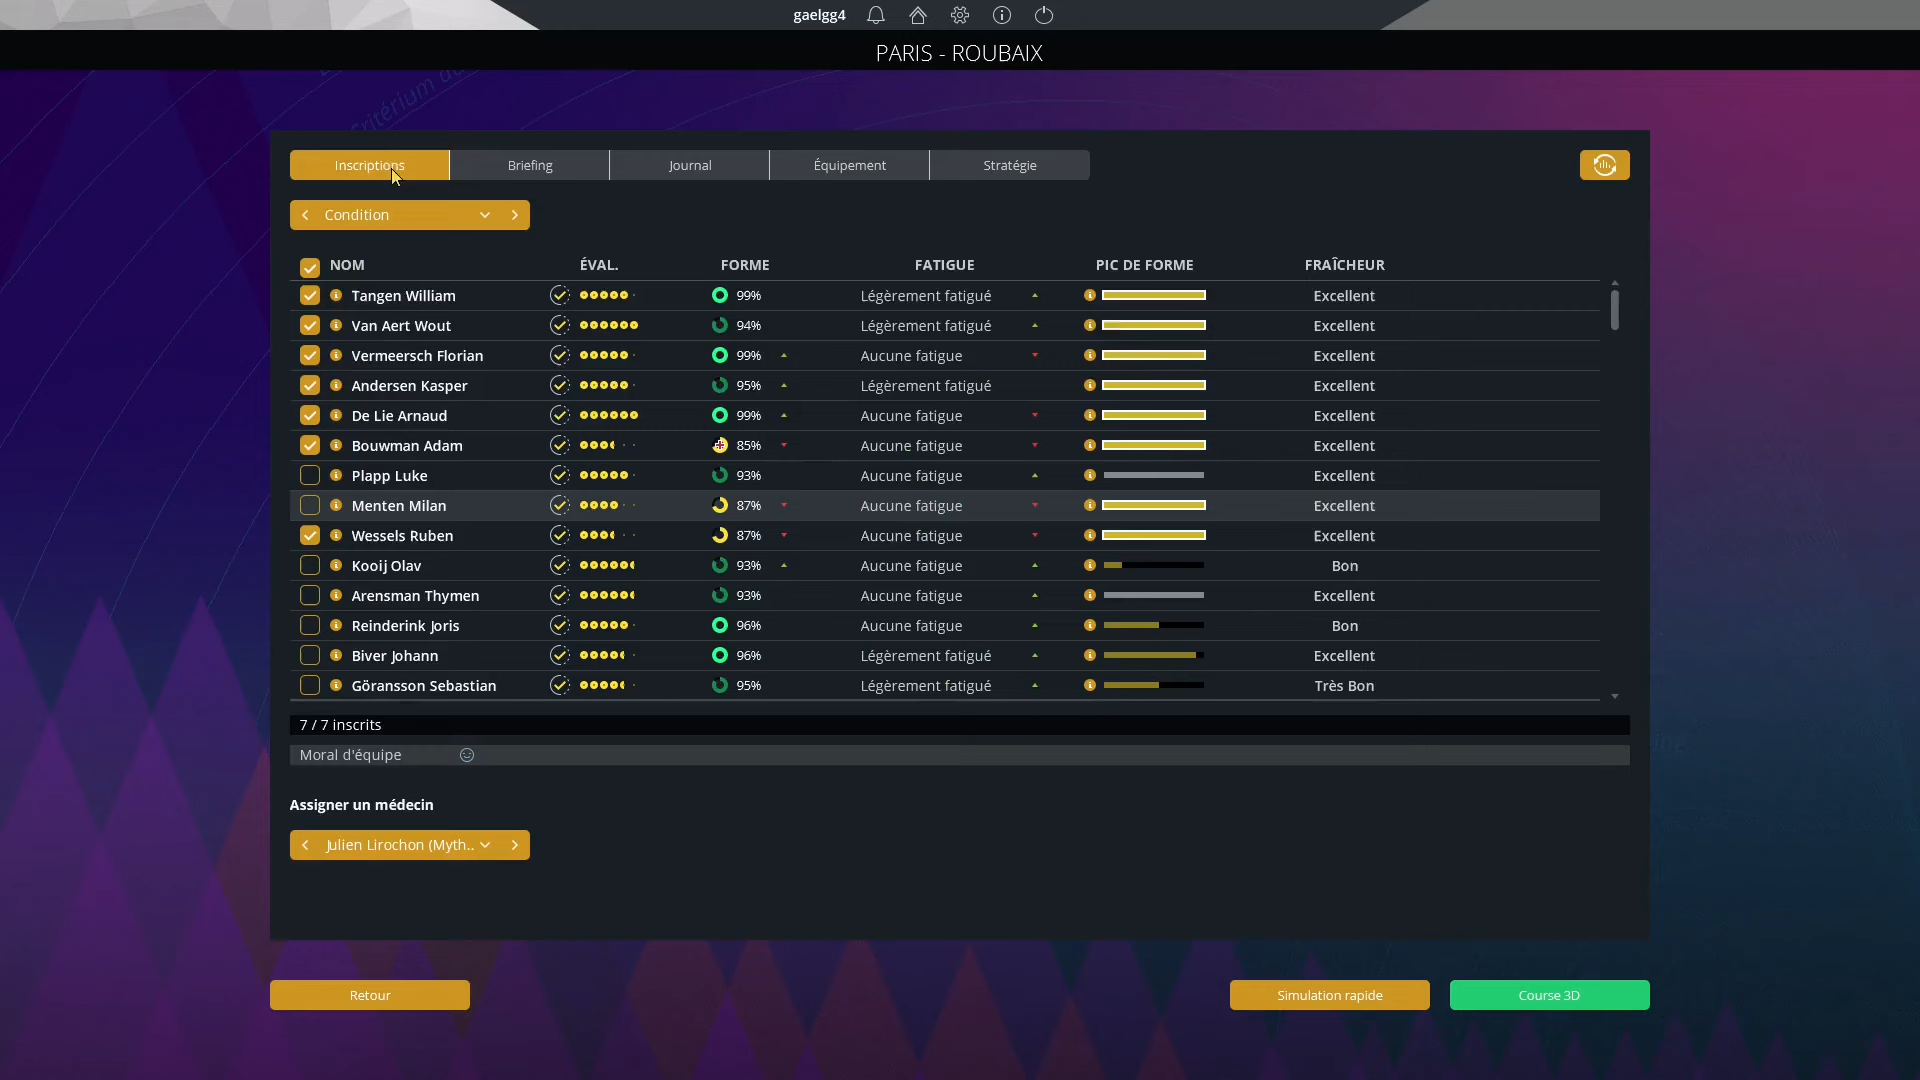 gaelgg4
PARIS - ROUBAIX
Critérium du
Inscriptions Briefing Journal Équipement Stratégie
Condition
NOM ÉVAL. FORME FATIGUE PIC DE FORME FRAÎCHEUR
Tangen William 99% Légèrement fatigué Excellent
Van Aert Wout 94% Légèrement fatigué Excellent
Vermeersch Florian 99% Aucune fatigue Excellent
Andersen Kasper 95% Légèrement fatigué Excellent
De Lie Arnaud 99% Aucune fatigue Excellent
Bouwman Adam 85% Aucune fatigue Excellent
Plapp Luke 93% Aucune fatigue Excellent
Menten Milan 87% Aucune fatigue Excellent
Wessels Ruben 87% Aucune fatigue Excellent
Kooij Olav 93% Aucune fatigue Bon
Arensman Thymen 93% Aucune fatigue Excellent
Reinderink Joris 96% Aucune fatigue Bon
Biver Johann 96% Légèrement fatigué Excellent
Göransson Sebastian 95% Légèrement fatigué Très Bon
7 / 7 inscrits
Moral d'équipe
Assigner un médecin
Julien Lirochon (Myth..
Retour Simulation rapide Course 3D